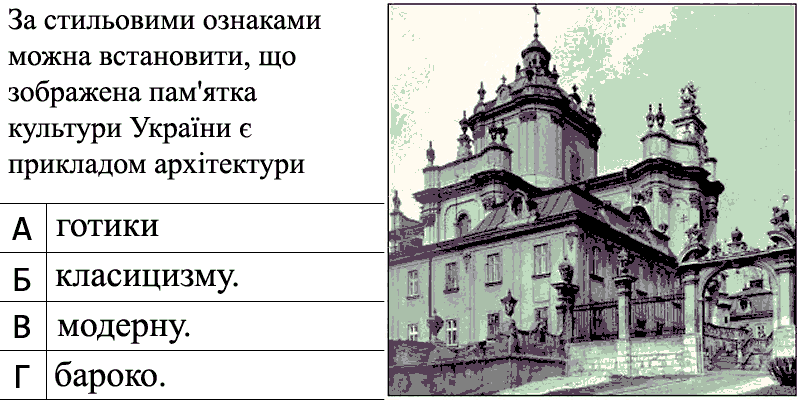 За стильовими ознаками
можна встановити, що
зображена пам'ятка
культури України є
прикладом архітектури
А готики
Б класицизму.
В модерну.
Г бароко.